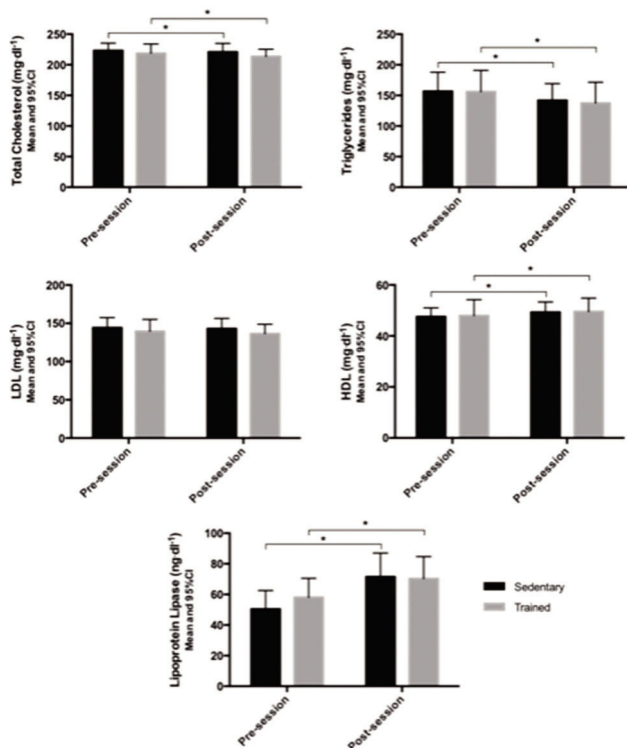 Total Cholesterol (mg·dl⁻¹)
Mean and 95%CI
250
200
150
100
50
0
*
*
Pre-session
Post-session
Triglycerides (mg·dl⁻¹)
Mean and 95%CI
250
200
150
100
50
0
*
*
Pre-session
Post-session
LDL (mg·dl⁻¹)
Mean and 95%CI
200
150
100
50
0
Pre-session
Post-session
HDL (mg·dl⁻¹)
Mean and 95%CI
60
40
20
0
*
*
Pre-session
Post-session
Lipoprotein Lipase (ng·dl⁻¹)
Mean and 95%CI
100
80
60
40
20
0
*
*
Pre-session
Post-session
Sedentary
Trained